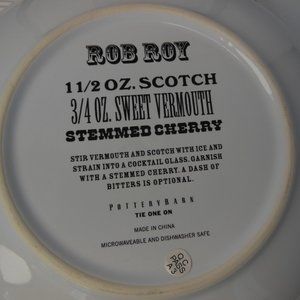 ROB ROY
1 1/2 OZ. SCOTCH
3/4 OZ. SWEET VERMOUTH
STEMMED CHERRY
STIR VERMOUTH AND SCOTCH WITH ICE AND
STRAIN INTO A COCKTAIL GLASS. GARNISH
WITH A STEMMED CHERRY. A DASH OF
BITTERS IS OPTIONAL.
POTTERYBARN
TIE ONE ON
MADE IN CHINA
MICROWAVEABLE AND DISHWASHER SAFE